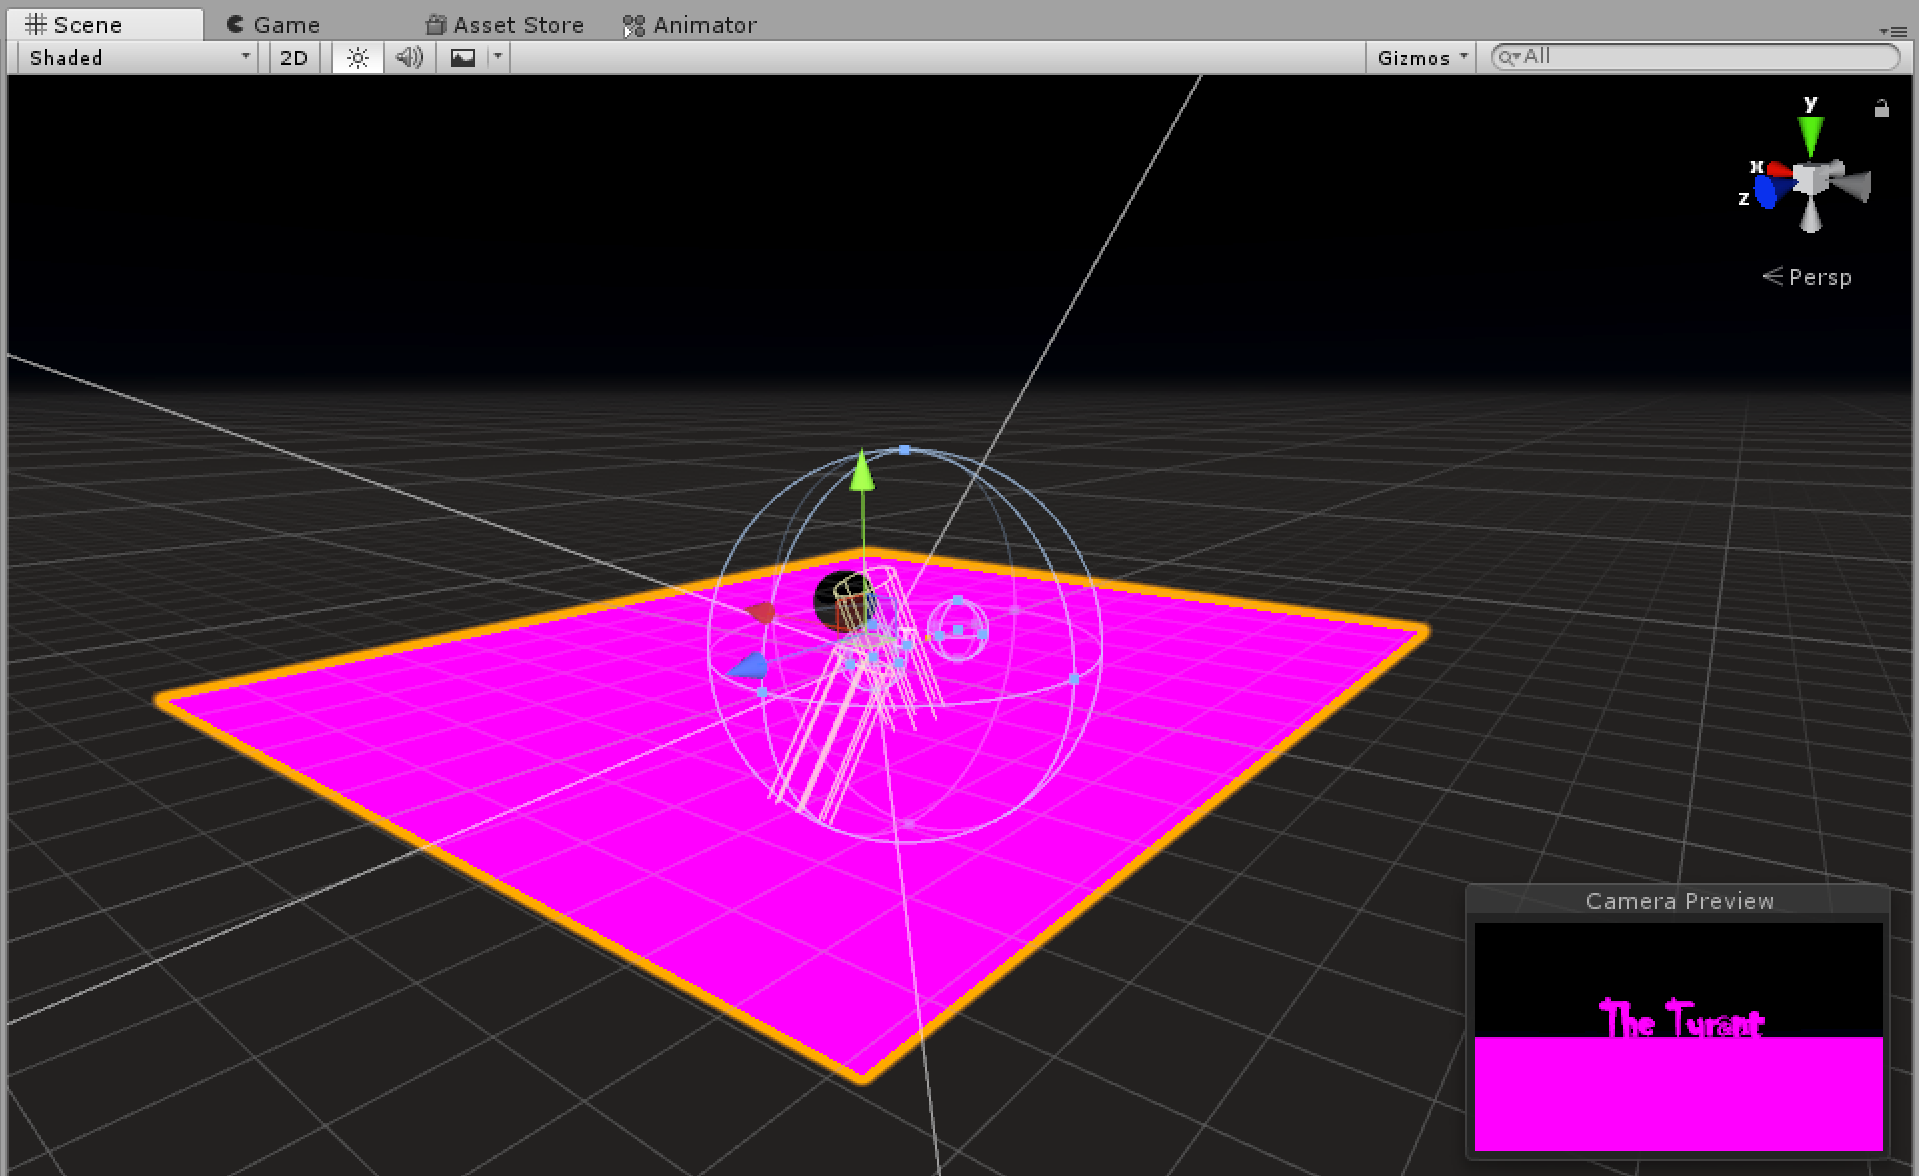 Scene Game Asset Store Animator
Shaded 2D Gizmos All
y
x
z
Persp
Camera Preview
The Tyrant